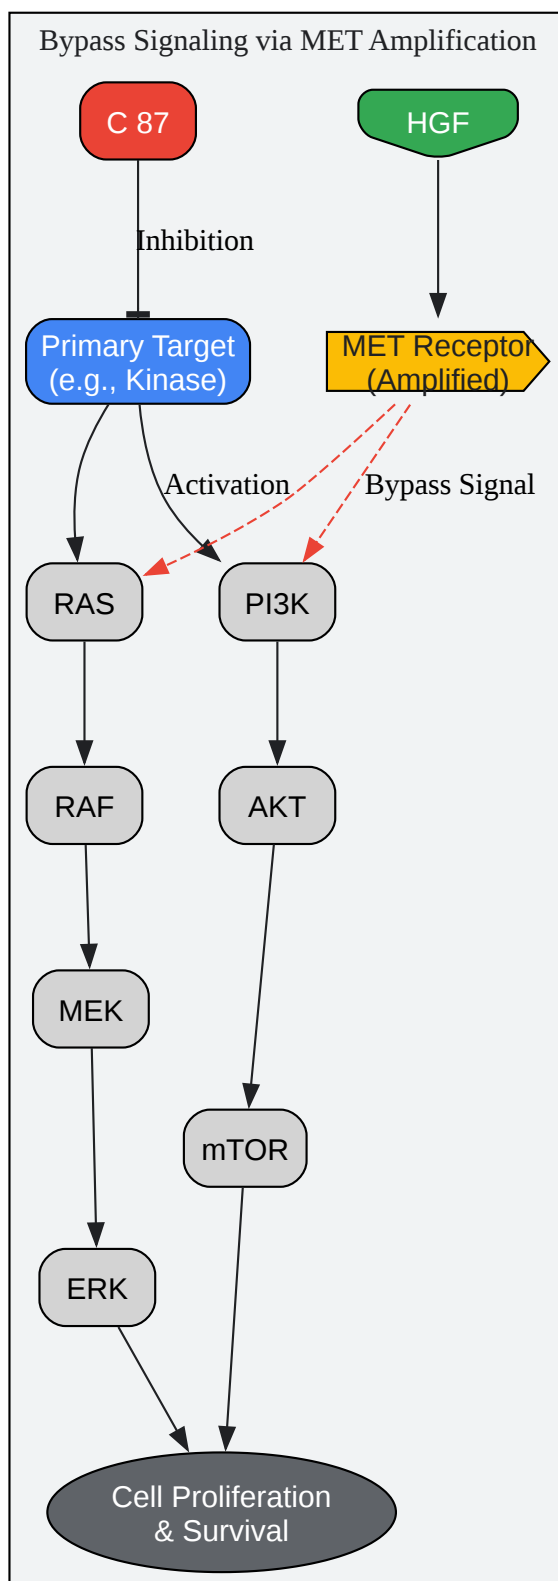 Bypass Signaling via MET Amplification
C 87
HGF
Inhibition
Primary Target
(e.g., Kinase)
MET Receptor
(Amplified)
Activation
Bypass Signal
RAS
PI3K
RAF
AKT
MEK
mTOR
ERK
Cell Proliferation
& Survival